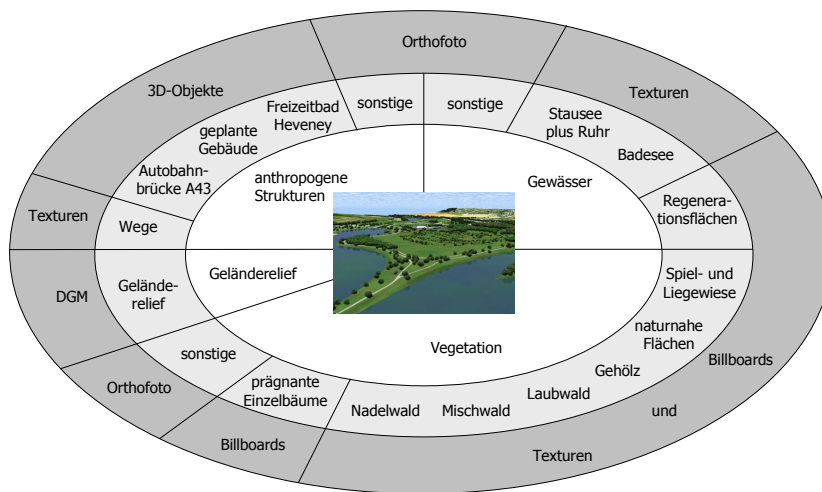 Orthofoto
3D-Objekte
Texturen
Freizeitbad
Heveney
sonstige
sonstige
Stausee
plus Ruhr
geplante
Gebäude
Badesee
Autobahn-
brücke A43
anthropogene
Strukturen
Gewässer
Regenera-
tionsflächen
Texturen
Wege
Geländerelief
Spiel- und
Liegewiese
DGM
Gelände-
relief
naturnahe
Flächen
Vegetation
sonstige
Billboards
Gehölz
Orthofoto
prägnante
Einzelbäume
Laubwald
Nadelwald
Mischwald
und
Billboards
Texturen